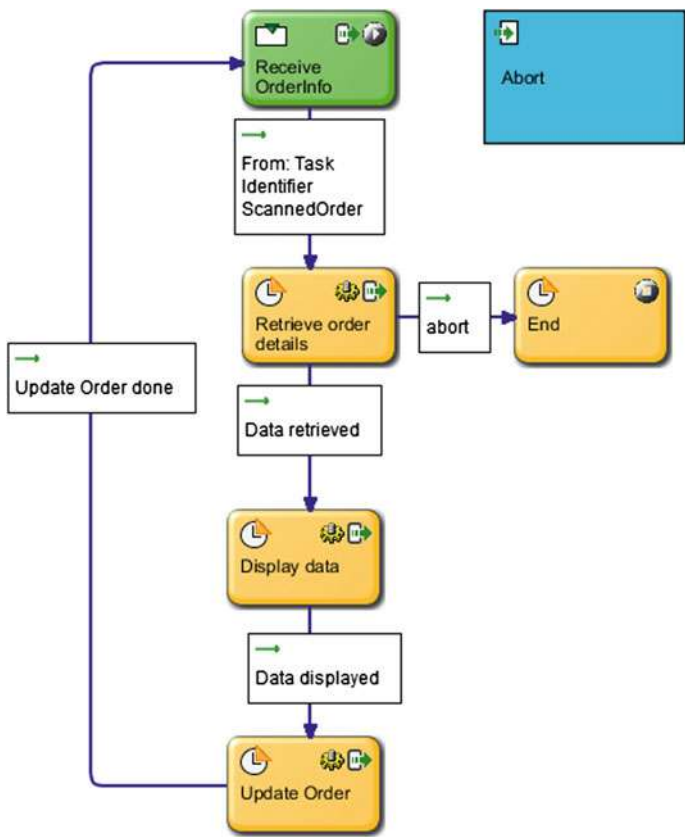 Receive
OrderInfo
Abort
From: Task
Identifier
ScannedOrder
Retrieve order
details
abort
End
Update Order done
Data retrieved
Display data
Data displayed
Update Order